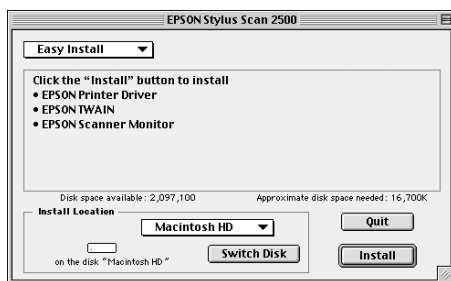 EPSON Stylus Scan 2500
Easy Install
Click the “Install” button to install
• EPSON Printer Driver
• EPSON TWAIN
• EPSON Scanner Monitor
Disk space available: 2,097,100 Approximate disk space needed: 16,700K
Install Location
Macintosh HD
on the disk “Macintosh HD”
Switch Disk
Quit
Install